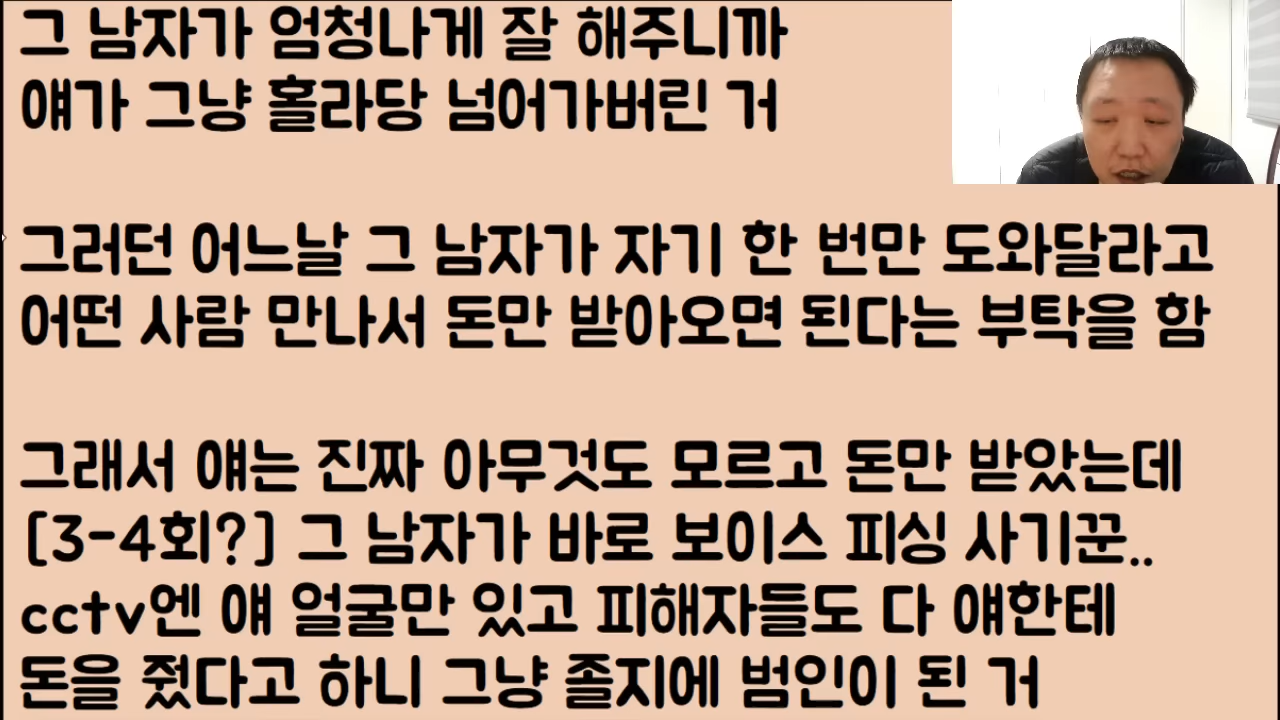 그 남자가 엄청나게 잘 해주니까
얘가 그냥 홀라당 넘어가버린 거
그러던 어느날 그 남자가 자기 한 번만 도와달라고
어떤 사람 만나서 돈만 받아오면 된다는 부탁을 함
그래서 얘는 진짜 아무것도 모르고 돈만 받았는데
[3-4회?] 그 남자가 바로 보이스 피싱 사기꾼..
cctv엔 얘 얼굴만 있고 피해자들도 다 얘한테
돈을 줬다고 하니 그냥 졸지에 범인이 된 거